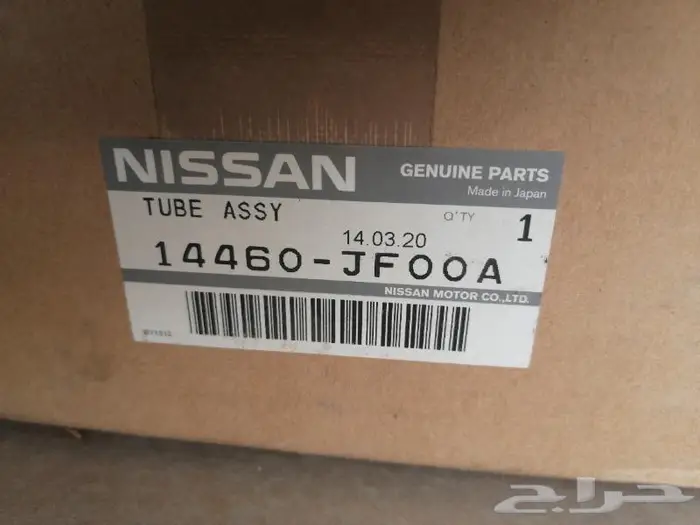 NISSAN
GENUINE PARTS
Made in Japan
TUBE ASSY
Q'TY
1
14.03.20
14460-JF00A
NISSAN MOTOR CO.,LTD.
حراج